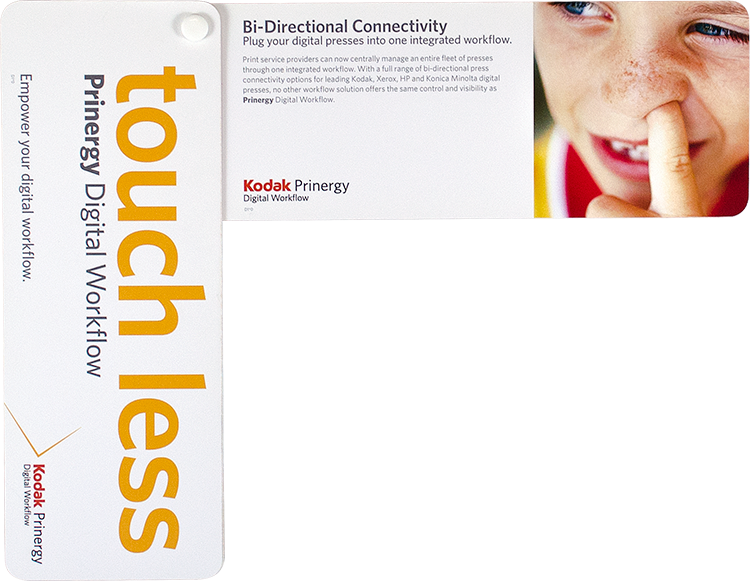 touch less
Prinergy Digital Workflow
Empower your digital workflow.
Kodak Prinergy
Digital Workflow
Bi-Directional Connectivity
Plug your digital presses into one integrated workflow.
Print service providers can now centrally manage an entire fleet of presses
through one integrated workflow. With a full range of bi-directional press
connectivity options for leading Kodak, Xerox, HP and Konica Minolta digital
presses, no other workflow solution offers the same control and visibility as
Prinergy Digital Workflow.
Kodak Prinergy
Digital Workflow